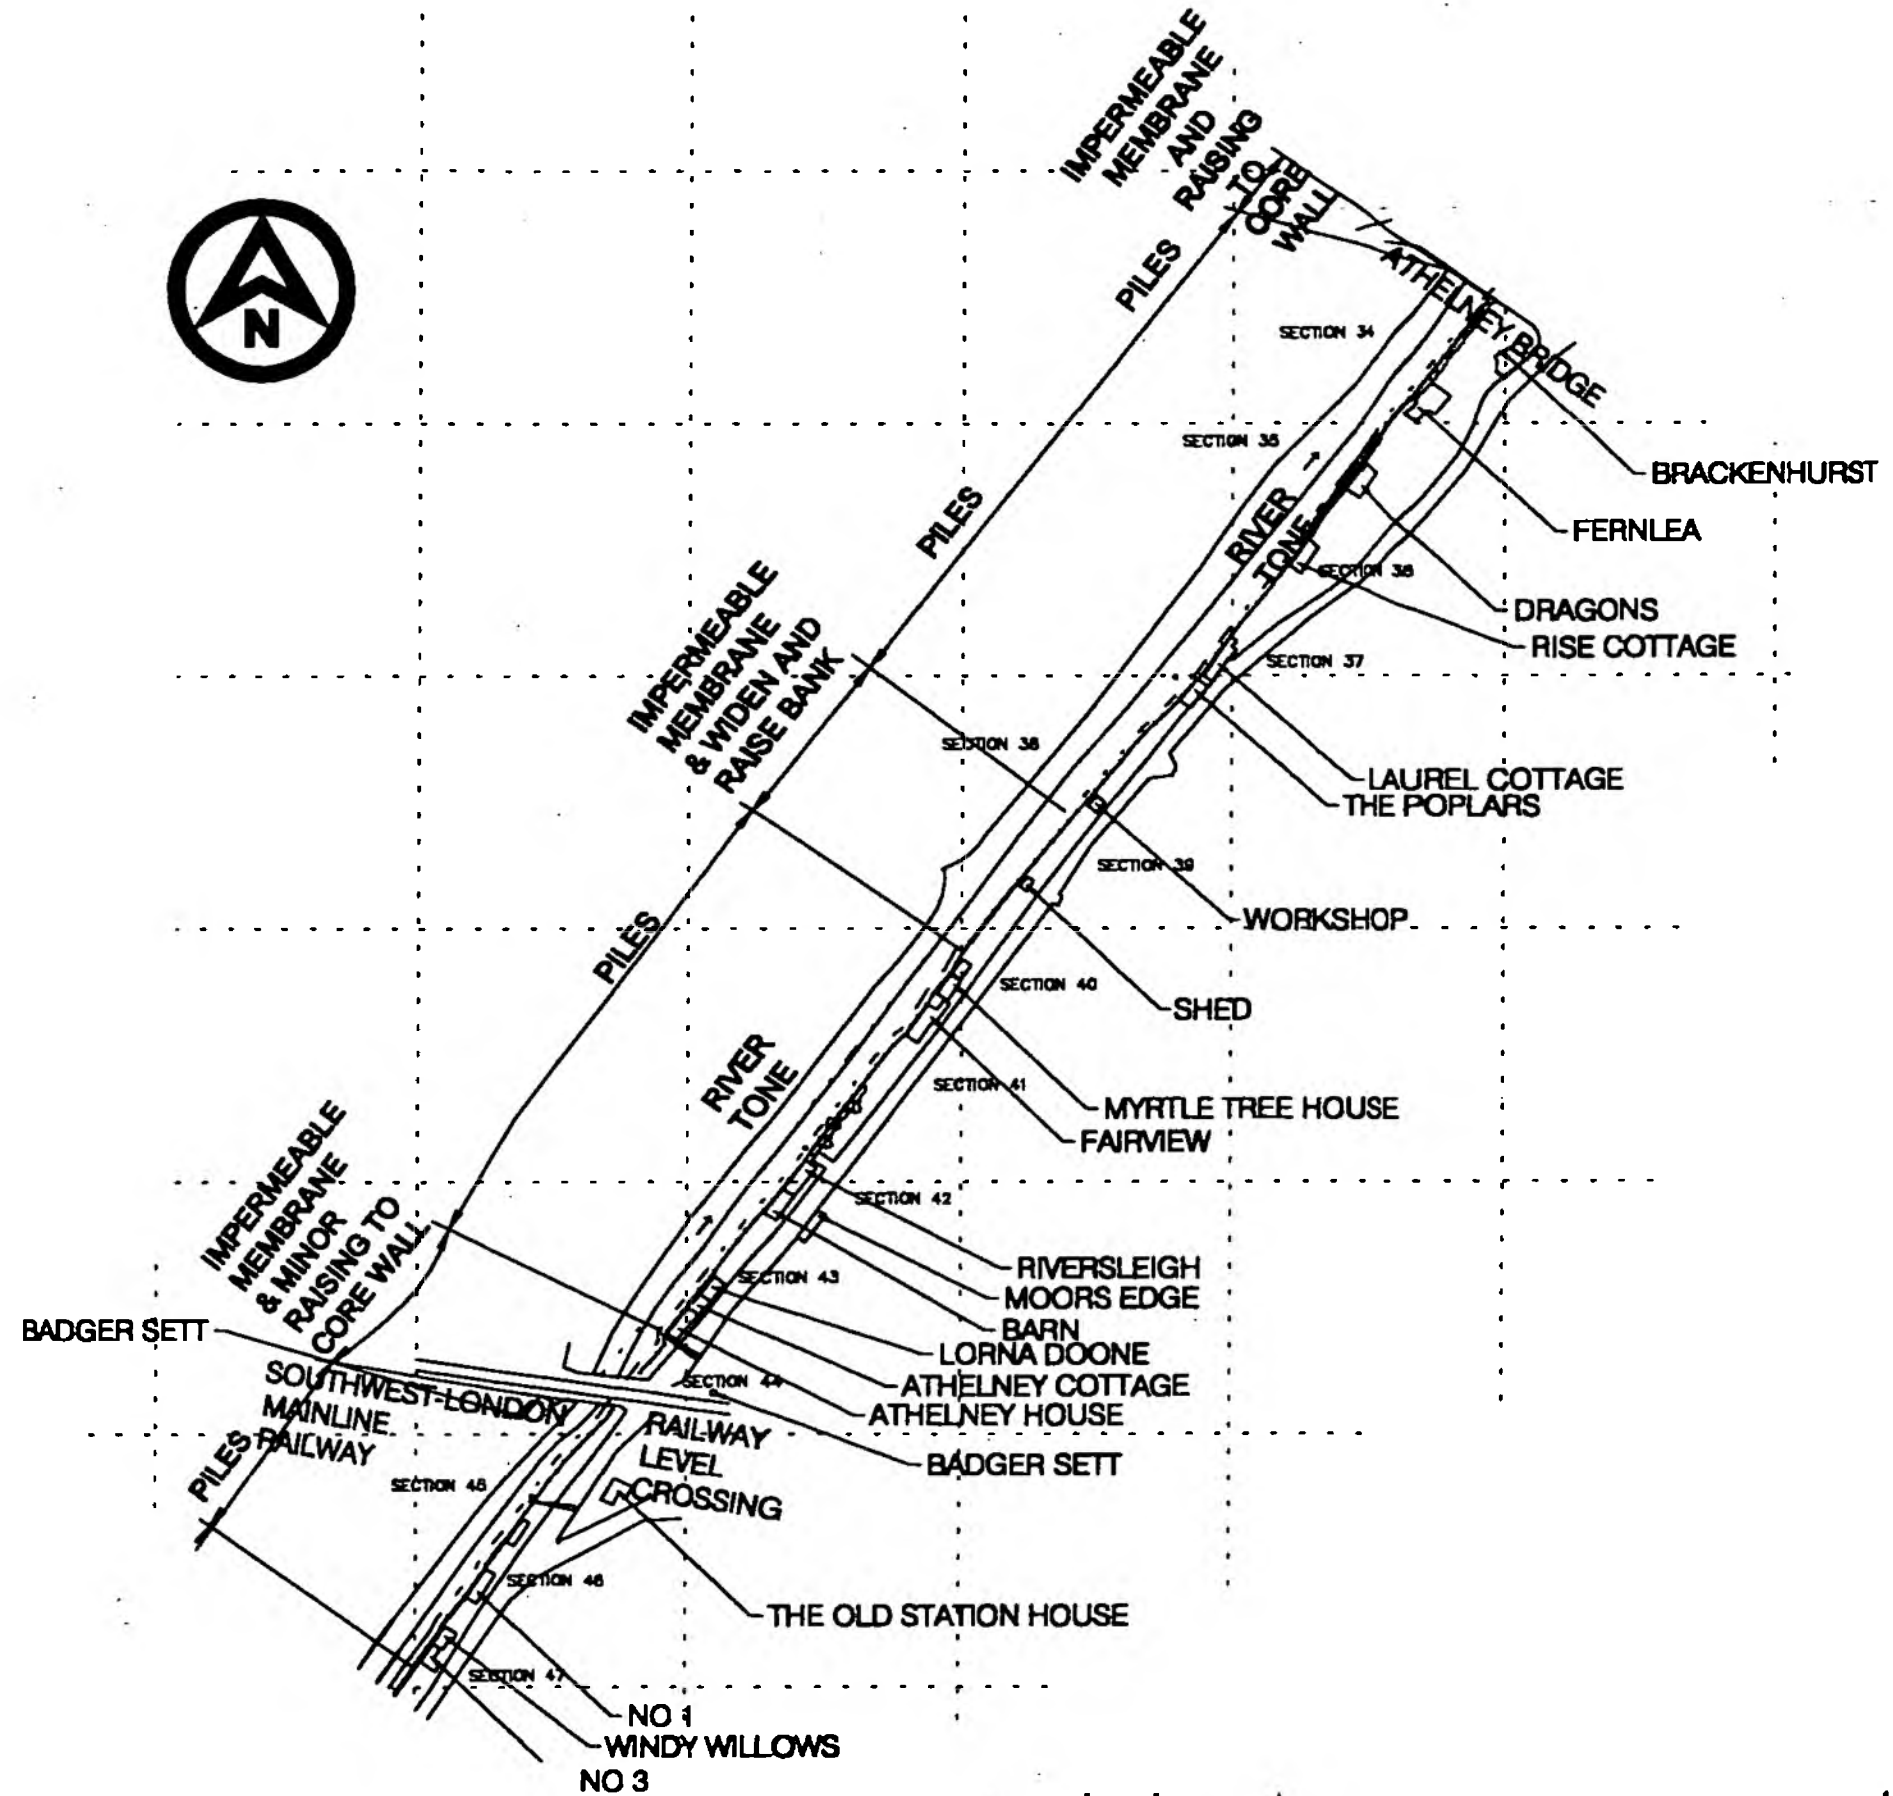 IMPERMEABLE
MEMBRANE
AND
RAISING
TO
CORE
WALL
PILES
N
ATHELNEY BRIDGE
SECTION 34
SECTION 35
BRACKENHURST
PILES
RIVER
TONE
FERNLEA
SECTION 36
DRAGONS
RISE COTTAGE
IMPERMEABLE
MEMBRANE
& WIDEN AND
RAISE BANK
SECTION 37
SECTION 38
LAUREL COTTAGE
THE POPLARS
SECTION 39
WORKSHOP
PILES
SECTION 40
SHED
RIVER
TONE
SECTION 41
MYRTLE TREE HOUSE
FAIRVIEW
IMPERMEABLE
MEMBRANE
& MINOR
RAISING TO
CORE WALL
SECTION 42
RIVERSLEIGH
SECTION 43
MOORS EDGE
BARN
BADGER SETT
LORNA DOONE
SECTION 44
ATHELNEY COTTAGE
ATHELNEY HOUSE
SOUTHWEST-LONDON
MAINLINE
RAILWAY
RAILWAY
LEVEL
CROSSING
BADGER SETT
PILES
SECTION 45
SECTION 46
THE OLD STATION HOUSE
SECTION 47
NO 1
WINDY WILLOWS
NO 3